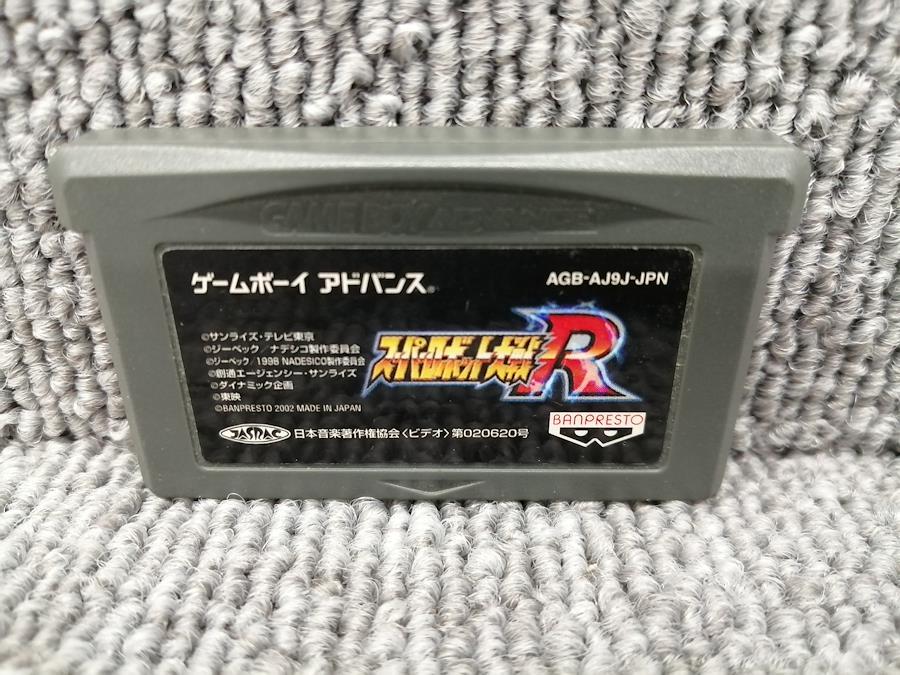 GAME BOY ADVANCE
ゲームボーイ アドバンス®
AGB-AJ9J-JPN
©サンライズ・テレビ東京
©ジーベック/ナデシコ製作委員会
©ジーベック/1998 NADESICO製作委員会
©創通エージェンシー・サンライズ
©ダイナミック企画
©東映
©BANPRESTO 2002 MADE IN JAPAN
スーパーロボット大戦R
BANPRESTO
JASRAC 日本音楽著作権協会〈ビデオ〉第020620号